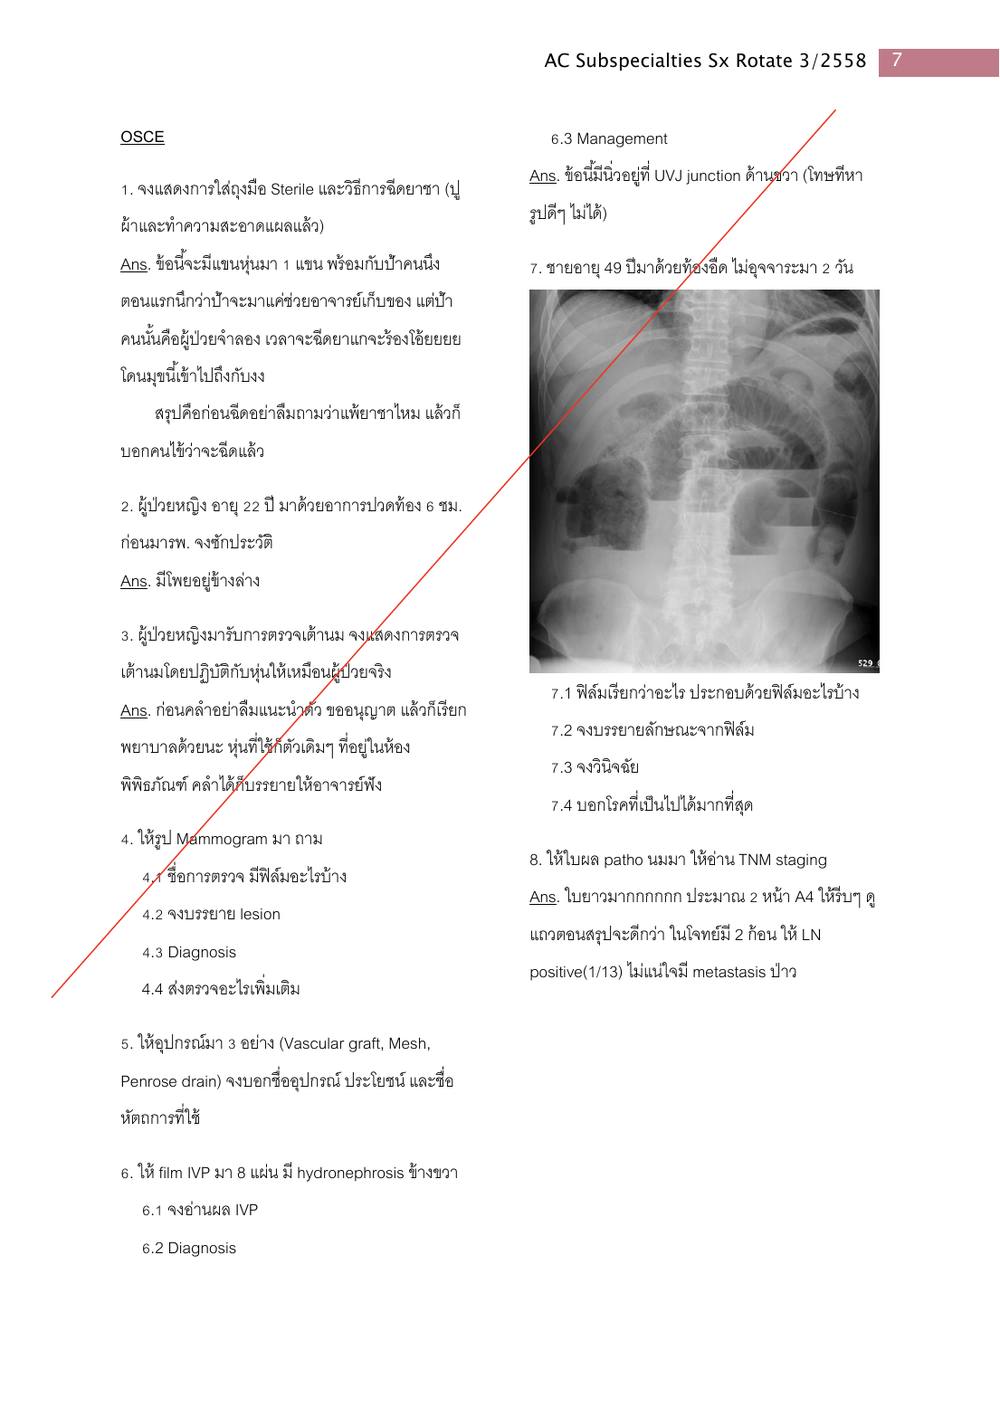 AC Subspecialties Sx Rotate 3/2558 7
OSCE
1. จงแสดงการใส่ถุงมือ Sterile และวิธีการฉีดยาชา (ปู
ผ้าและทำความสะอาดแผลแล้ว)
Ans. ข้อนี้จะมีแขนหุ่นมา 1 แขน พร้อมกับป้าคนนึง
ตอนแรกนึกว่าป้าจะมาแค่ช่วยอาจารย์เก็บของ แต่ป้า
คนนั้นคือผู้ป่วยจำลอง เวลาจะฉีดยาแกจะร้องโอ้ยยยย
โดนมุขนี้เข้าไปถึงกับงง
สรุปคือก่อนฉีดอย่าลืมถามว่าแพ้ยาชาไหม แล้วก็
บอกคนไข้ว่าจะฉีดแล้ว
2. ผู้ป่วยหญิง อายุ 22 ปี มาด้วยอาการปวดท้อง 6 ชม.
ก่อนมารพ. จงซักประวัติ
Ans. มีโพยอยู่ข้างล่าง
3. ผู้ป่วยหญิงมารับการตรวจเต้านม จงแสดงการตรวจ
เต้านมโดยปฏิบัติกับหุ่นให้เหมือนผู้ป่วยจริง
Ans. ก่อนคลำอย่าลืมแนะนำตัว ขออนุญาต แล้วก็เรียก
พยาบาลด้วยนะ หุ่นที่ใช้ก็ตัวเดิมๆ ที่อยู่ในห้อง
พิพิธภัณฑ์ คลำได้ก็บรรยายให้อาจารย์ฟัง
4. ให้รูป Mammogram มา ถาม
4.1 ชื่อการตรวจ มีฟิล์มอะไรบ้าง
4.2 จงบรรยาย lesion
4.3 Diagnosis
4.4 ส่งตรวจอะไรเพิ่มเติม
5. ให้อุปกรณ์มา 3 อย่าง (Vascular graft, Mesh,
Penrose drain) จงบอกชื่ออุปกรณ์ ประโยชน์ และชื่อ
หัตถการที่ใช้
6. ให้ film IVP มา 8 แผ่น มี hydronephrosis ข้างขวา
6.1 จงอ่านผล IVP
6.2 Diagnosis
6.3 Management
Ans. ข้อนี้มีนิ่วอยู่ที่ UVJ junction ด้านขวา (โทษทีหา
รูปดีๆ ไม่ได้)
7. ชายอายุ 49 ปีมาด้วยท้องอืด ไม่อุจจาระมา 2 วัน
529
7.1 ฟิล์มเรียกว่าอะไร ประกอบด้วยฟิล์มอะไรบ้าง
7.2 จงบรรยายลักษณะจากฟิล์ม
7.3 จงวินิจฉัย
7.4 บอกโรคที่เป็นไปได้มากที่สุด
8. ให้ใบผล patho นมมา ให้อ่าน TNM staging
Ans. ใบยาวมากกกกกก ประมาณ 2 หน้า A4 ให้รีบๆ ดู
แถวตอนสรุปจะดีกว่า ในโจทย์มี 2 ก้อน ให้ LN
positive(1/13) ไม่แน่ใจมี metastasis ป่าว